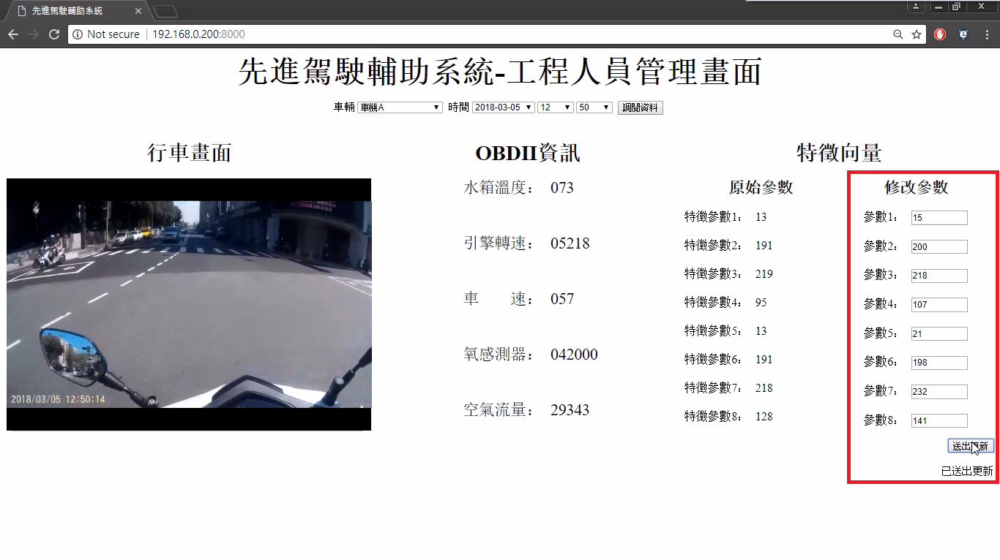 先進駕駛輔助系統
Not secure 192.168.0.200:8000
先進駕駛輔助系統-工程人員管理畫面
車輛 車機A 時間 2018-03-05 12 50 調閱資料
行車畫面
2018/03/05 12:50:14
OBDII資訊
水箱溫度： 073
引擎轉速： 05218
車 速： 057
氧感測器： 042000
空氣流量： 29343
特徵向量
原始參數
特徵參數1： 13
特徵參數2： 191
特徵參數3： 219
特徵參數4： 95
特徵參數5： 13
特徵參數6： 191
特徵參數7： 218
特徵參數8： 128
修改參數
參數1： 15
參數2： 200
參數3： 218
參數4： 107
參數5： 21
參數6： 198
參數7： 232
參數8： 141
送出更新
已送出更新